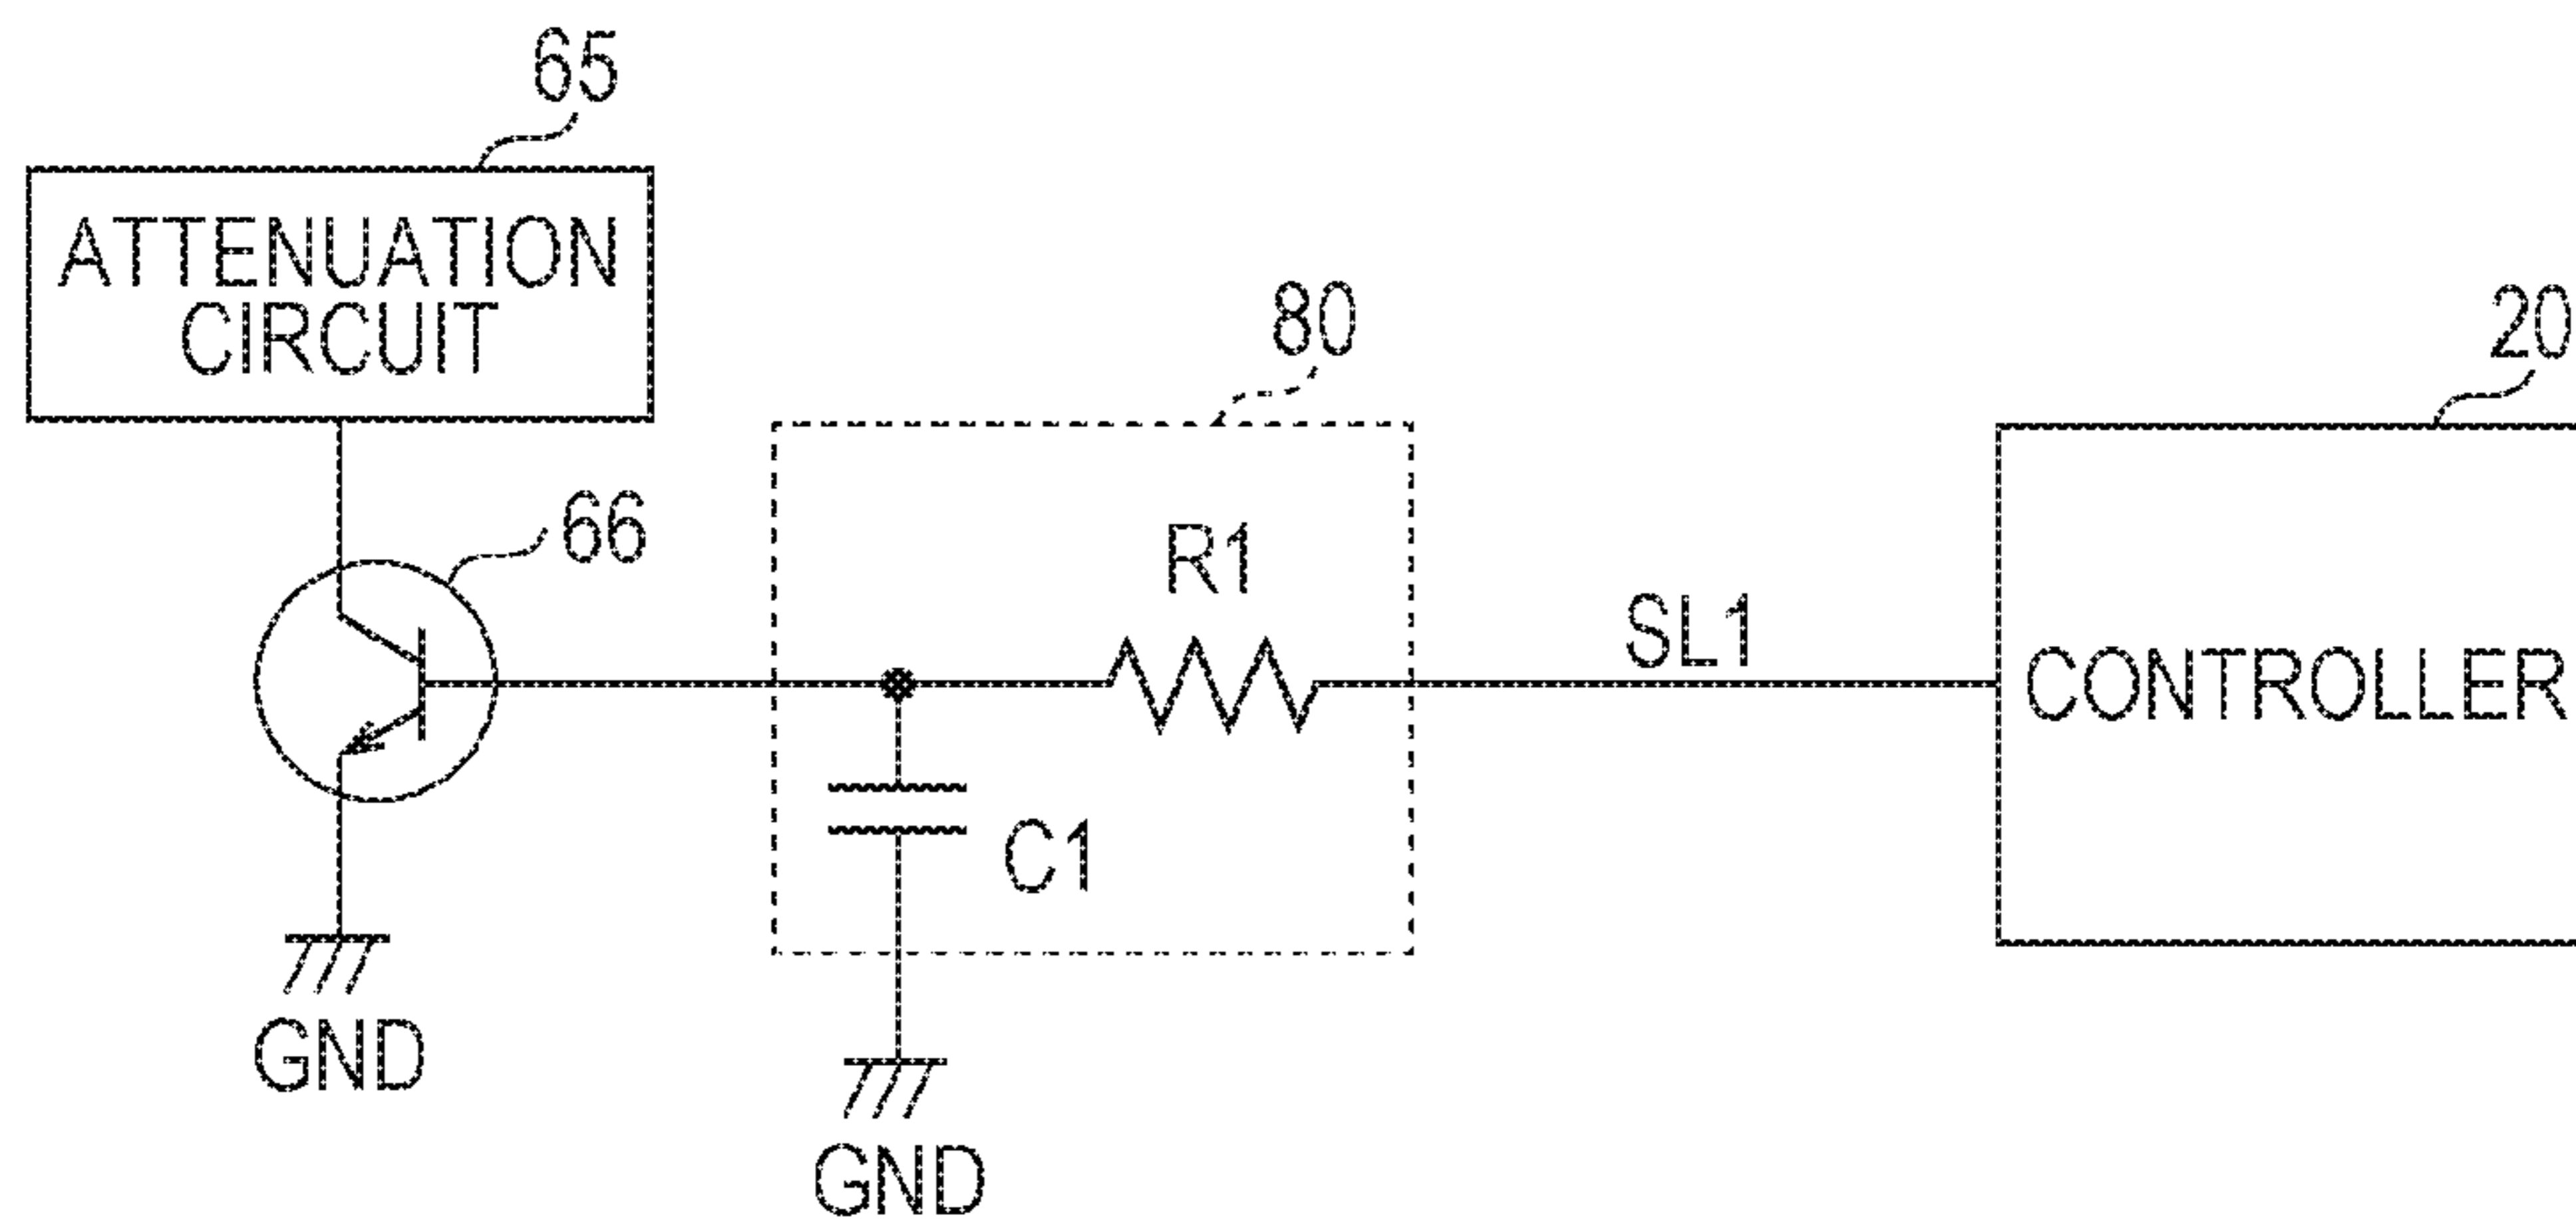 65
ATTENUATION
CIRCUIT
80
20
66
R1
SL1
CONTROLLER
C1
GND
GND